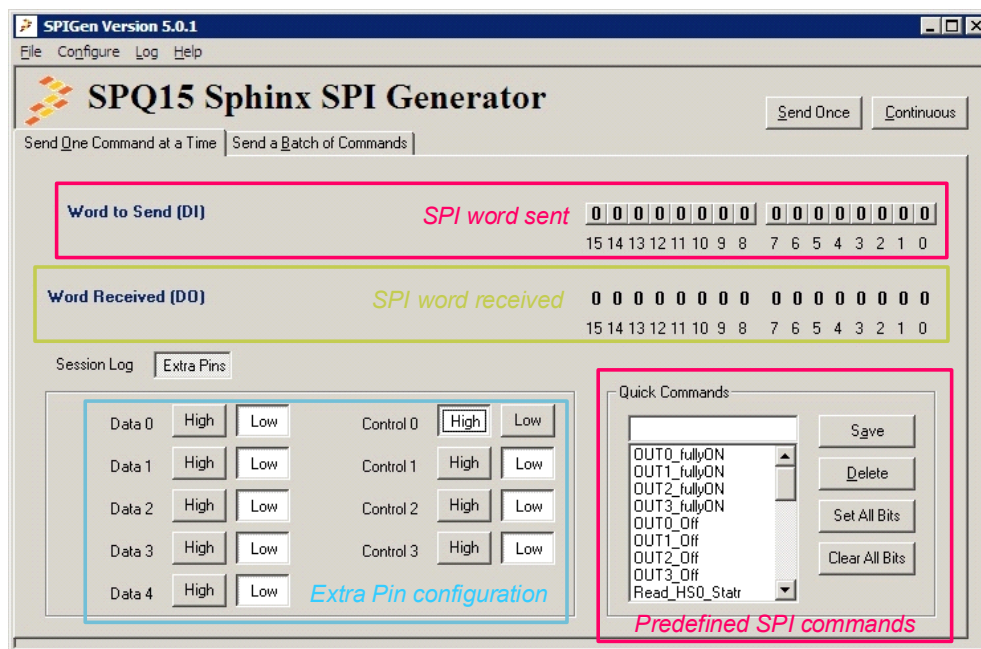 SPIGen Version 5.0.1
File Configure Log Help
SPQ15 Sphinx SPI Generator
Send Once Continuous
Send One Command at a Time Send a Batch of Commands
Word to Send (DI) SPI word sent 0 0 0 0 0 0 0 0 0 0 0 0 0 0 0 0
15 14 13 12 11 10 9 8 7 6 5 4 3 2 1 0
Word Received (DO) SPI word received 0 0 0 0 0 0 0 0 0 0 0 0 0 0 0 0
15 14 13 12 11 10 9 8 7 6 5 4 3 2 1 0
Session Log Extra Pins
Data 0 High Low Control 0 High Low
Data 1 High Low Control 1 High Low
Data 2 High Low Control 2 High Low
Data 3 High Low Control 3 High Low
Data 4 High Low Extra Pin configuration
Quick Commands
Save
OUT0_fullyON
OUT1_fullyON
OUT2_fullyON
OUT3_fullyON
OUT0_Off
OUT1_Off
OUT2_Off
OUT3_Off
Read_HS0_Statr
Delete
Set All Bits
Clear All Bits
Predefined SPI commands